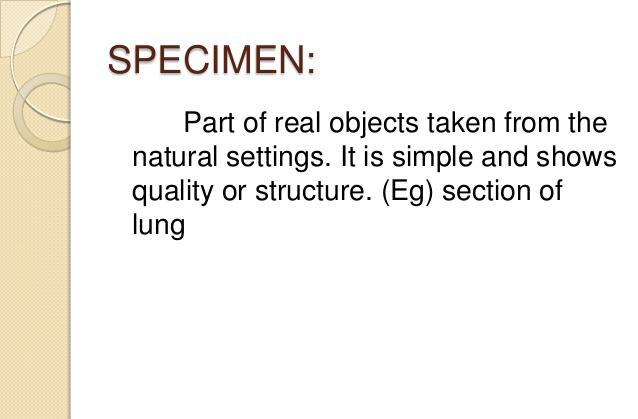 SPECIMEN:
Part of real objects taken from the
natural settings. It is simple and shows
quality or structure. (Eg) section of
lung